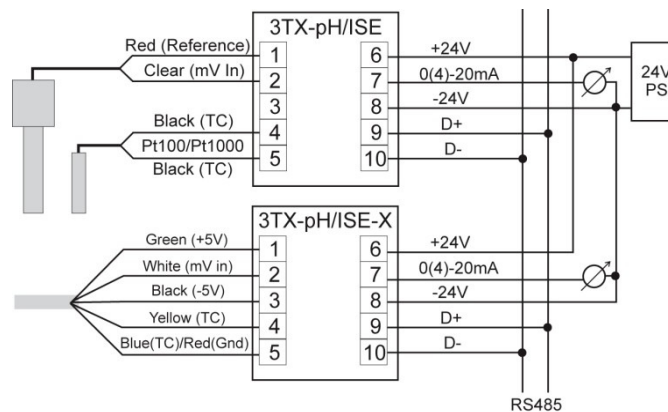 3TX-pH/ISE
Red (Reference)
1
6
+24V
Clear (mV In)
2
7
0(4)-20mA
24V
PS
3
8
-24V
Black (TC)
4
9
D+
Pt100/Pt1000
5
10
D-
Black (TC)
3TX-pH/ISE-X
Green (+5V)
1
6
+24V
White (mV in)
2
7
0(4)-20mA
Black (-5V)
3
8
-24V
Yellow (TC)
4
9
D+
Blue(TC)/Red(Gnd)
5
10
D-
RS485